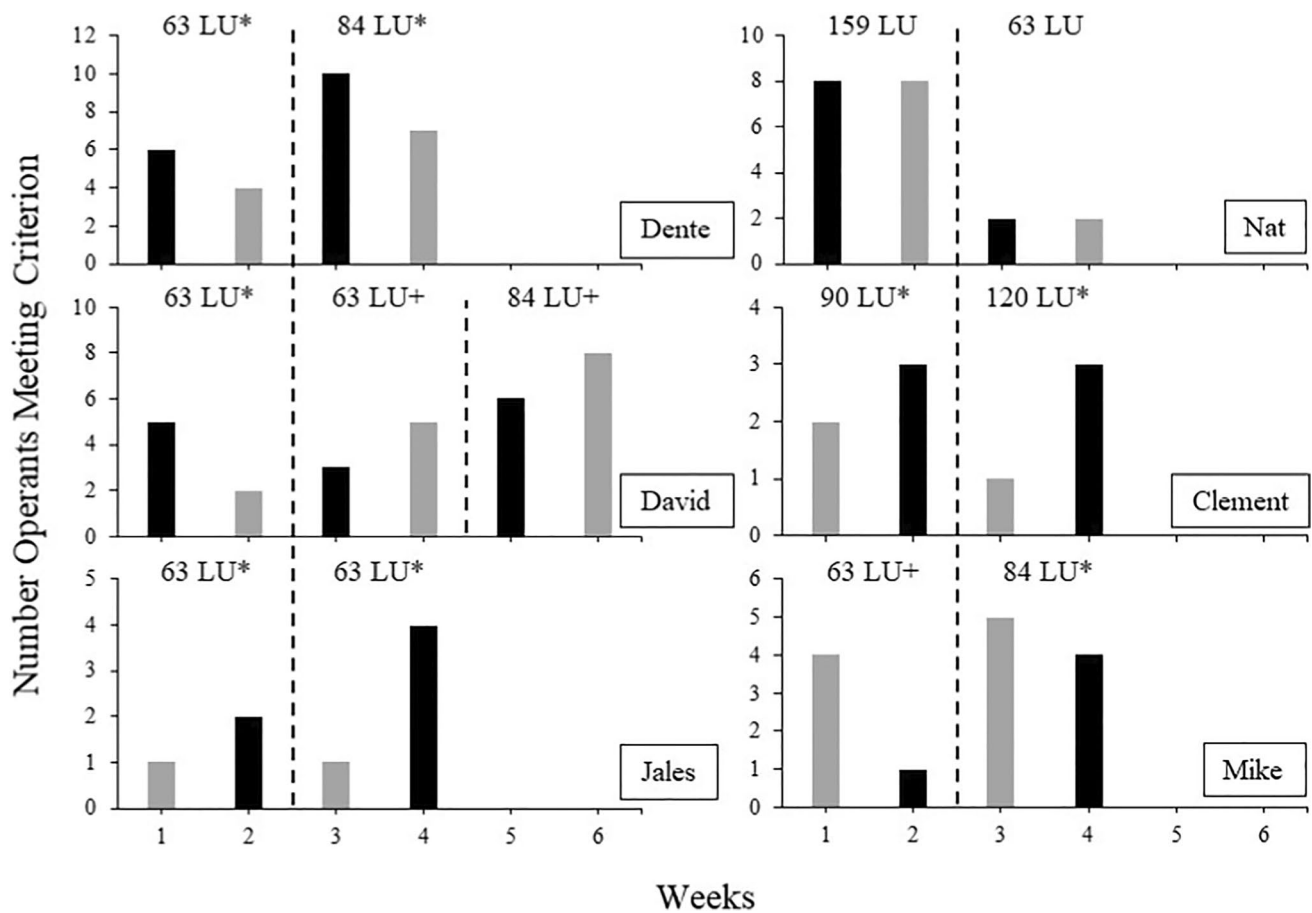 Number Operants Meeting Criterion
63 LU* 84 LU*
12
10
8
6
4
2
0
Dente
159 LU 63 LU
10
8
6
4
2
0
Nat
63 LU* 63 LU+ 84 LU+
10
8
6
4
2
0
David
90 LU* 120 LU*
4
3
2
1
0
Clement
63 LU* 63 LU*
5
4
3
2
1
0
Jales
1 2 3 4 5 6
63 LU+ 84 LU*
6
5
4
3
2
1
0
Mike
1 2 3 4 5 6
Weeks